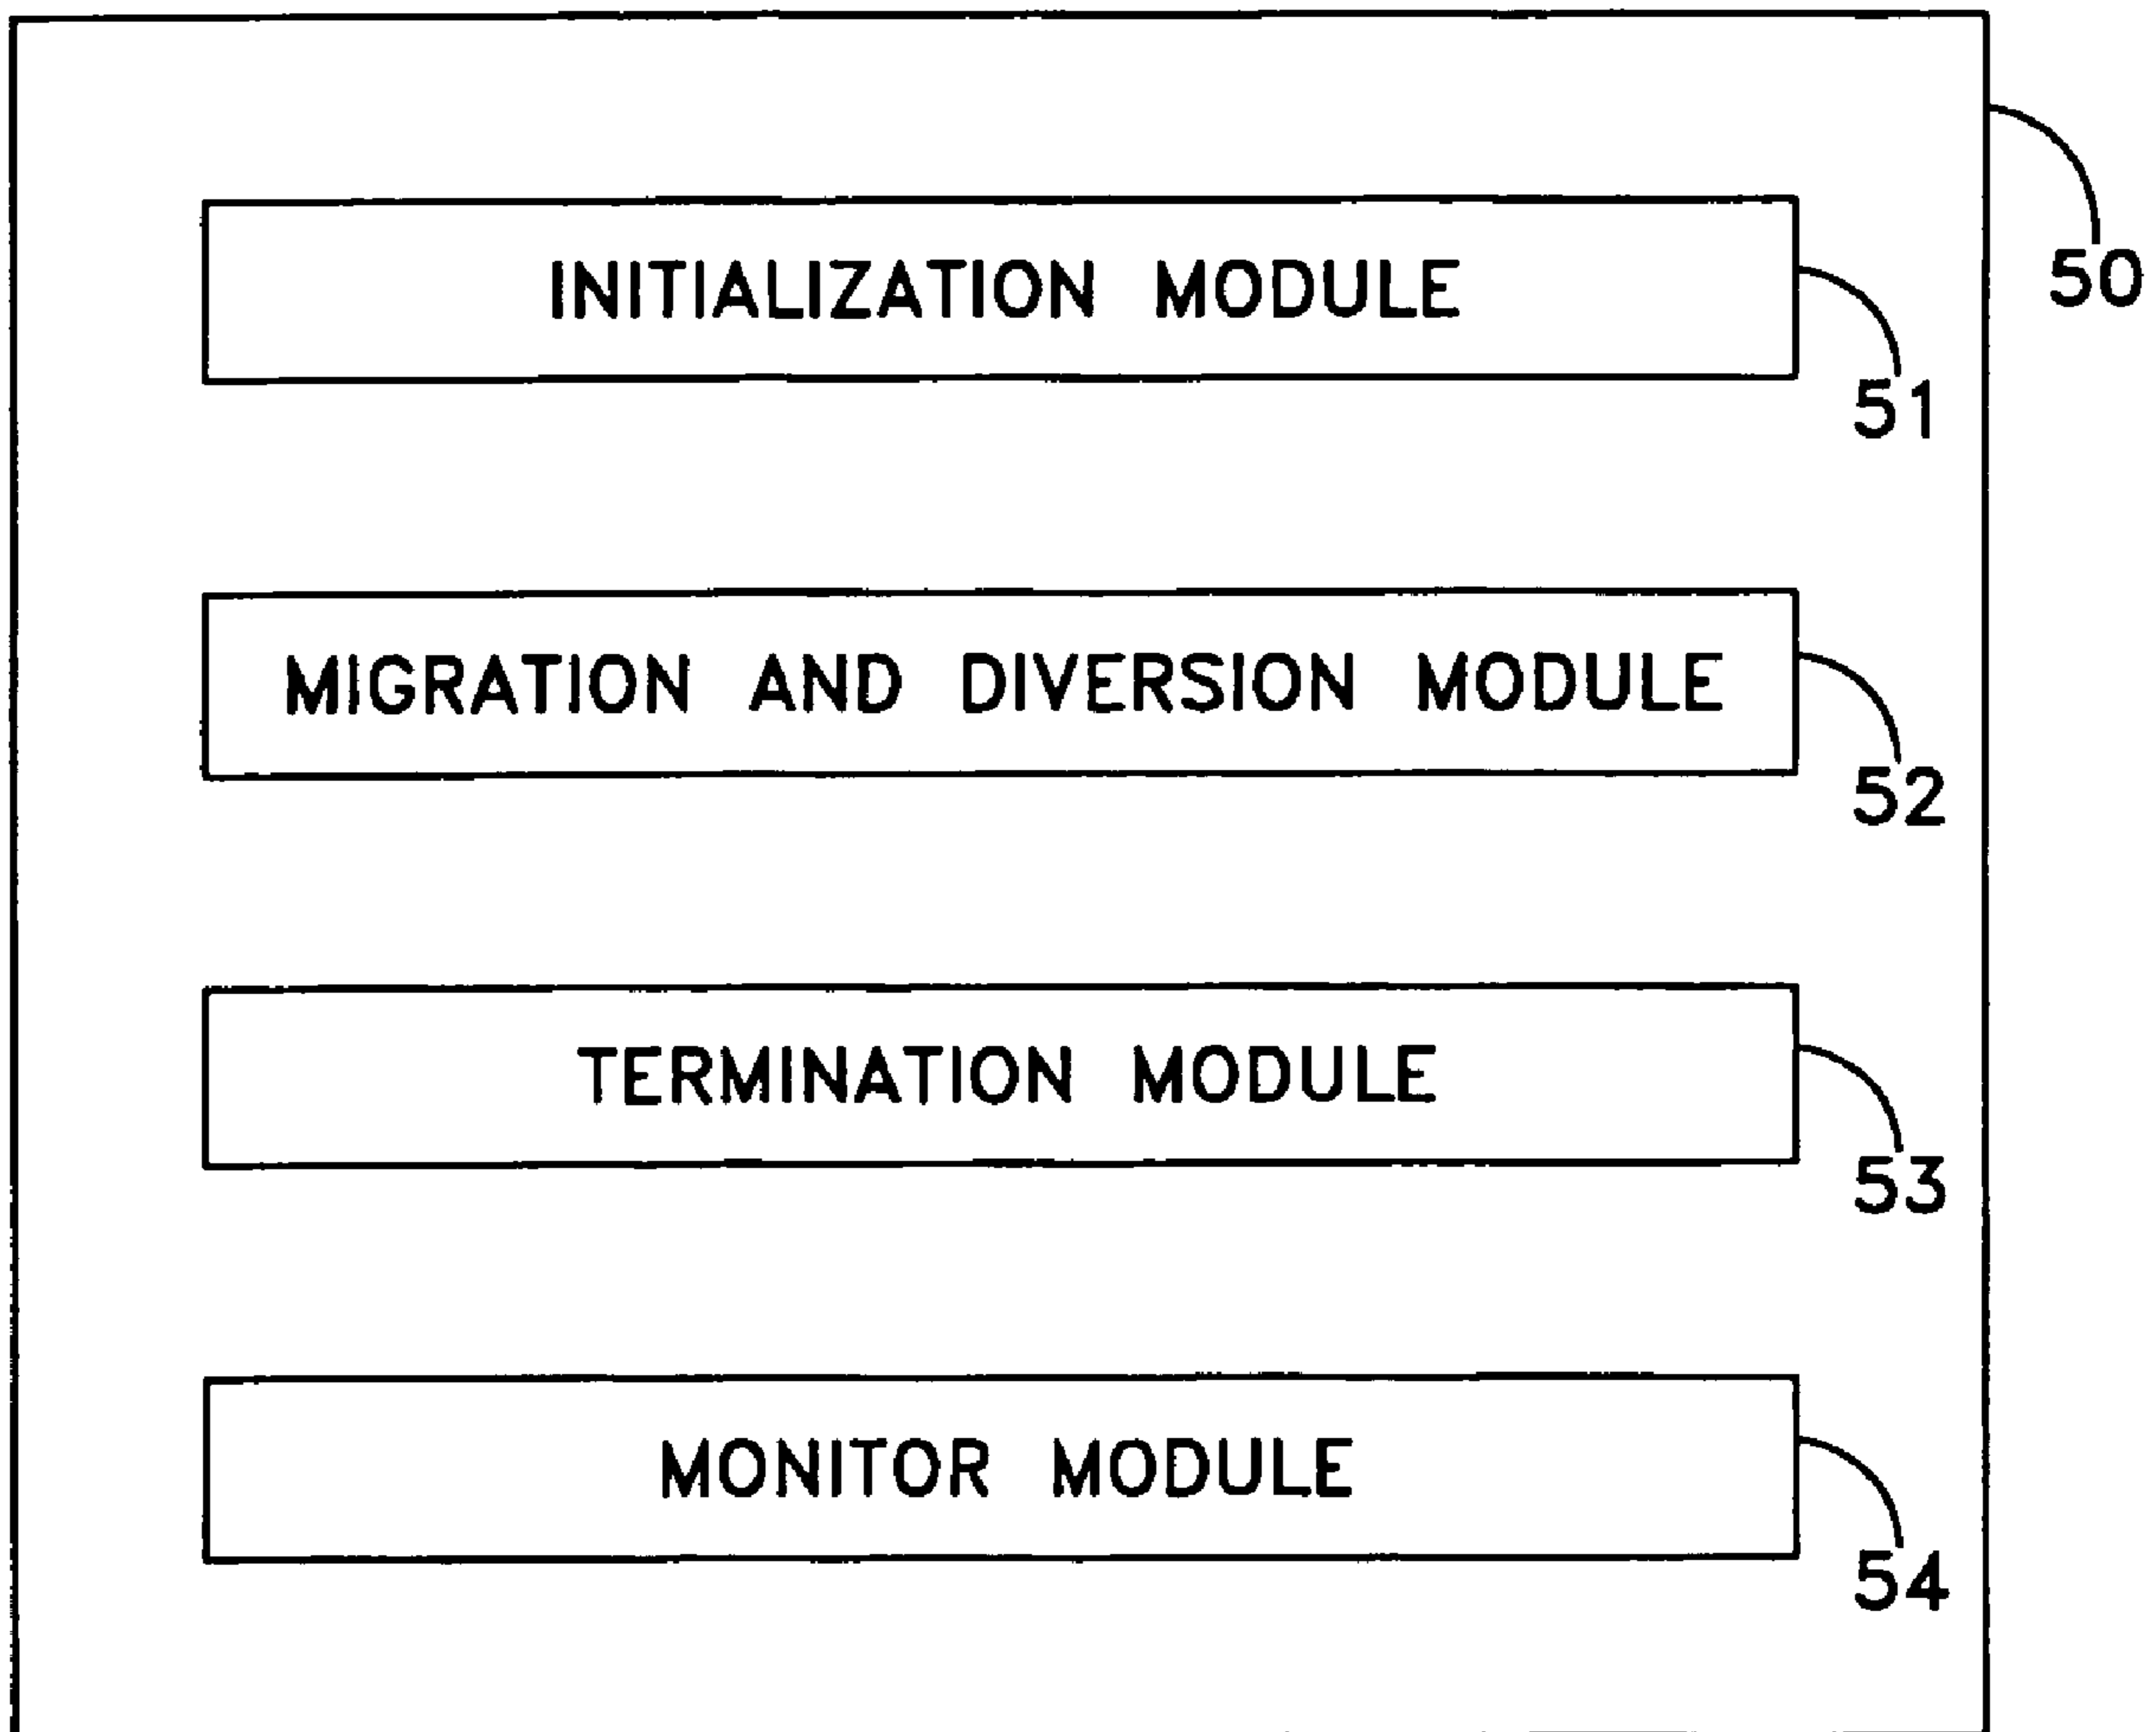 INITIALIZATION MODULE
50
51
MIGRATION AND DIVERSION MODULE
52
TERMINATION MODULE
53
MONITOR MODULE
54